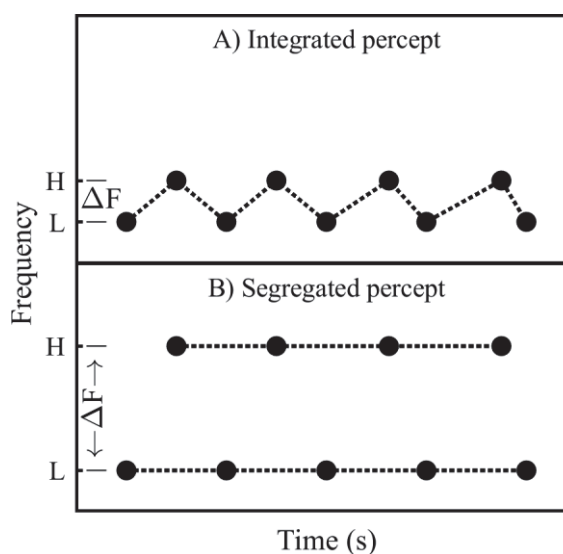 A) Integrated percept
H
ΔF
L
Frequency
B) Segregated percept
H
←ΔF→
L
Time (s)